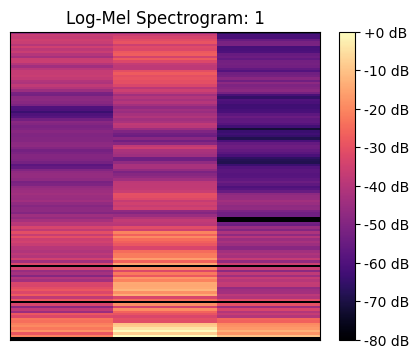 Log-Mel Spectrogram: 1
+0 dB
-10 dB
-20 dB
-30 dB
-40 dB
-50 dB
-60 dB
-70 dB
-80 dB